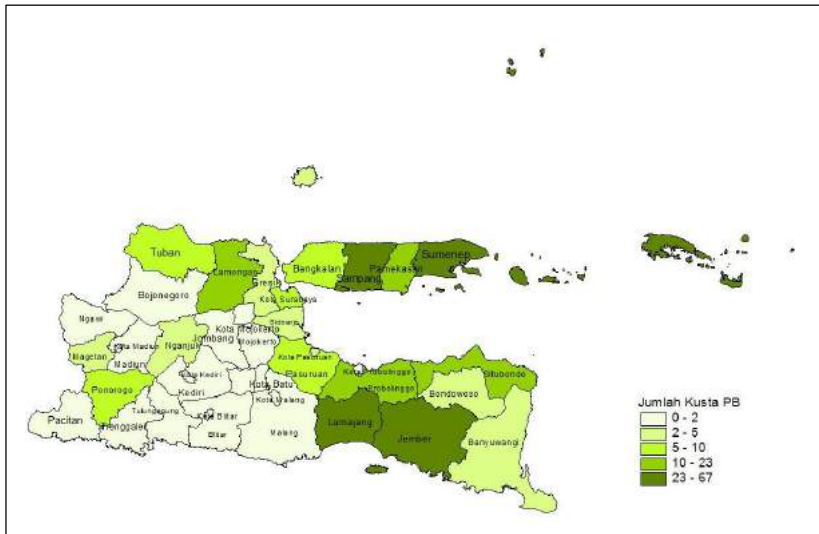 Tuban
Lamongan
Bojonegoro
Gresik
Bangkalan
Sampang
Pamekasan
Sumenep
Kota Surabaya
Sidoarjo
Ngawi
Kota Madiun
Magetan
Madiun
Nganjuk
Jombang
Kota Mojokerto
Mojokerto
Kota Pasuruan
Pasuruan
Kota Probolinggo
Probolinggo
Situbondo
Bondowoso
Ponorogo
Kota Kediri
Kediri
Kota Batu
Kota Malang
Pacitan
Trenggalek
Tulungagung
Kota Blitar
Blitar
Malang
Lumajang
Jember
Banyuwangi
Jumlah Kusta PB
0 - 2
2 - 5
5 - 10
10 - 23
23 - 67